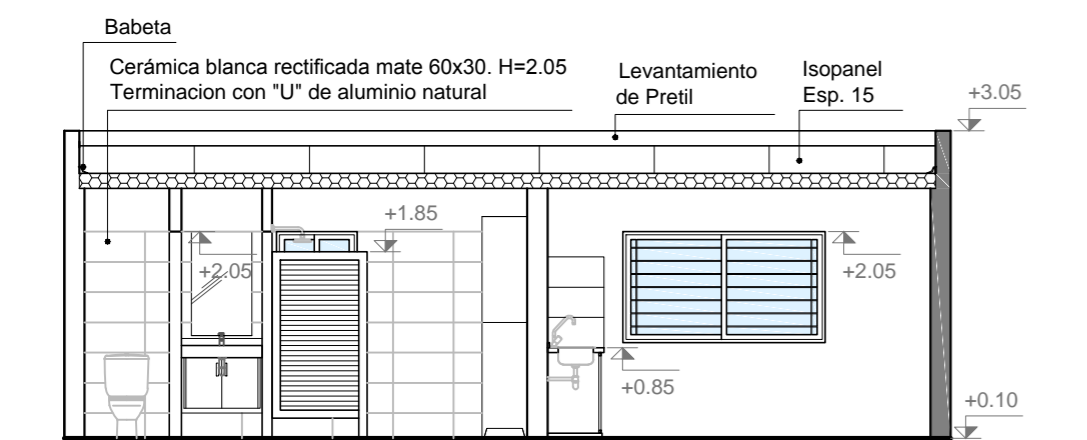 Babeta
Cerámica blanca rectificada mate 60x30. H=2.05
Terminacion con "U" de aluminio natural
Levantamiento
de Pretil
Isopanel
Esp. 15
+3.05
+1.85
+2.05
+2.05
+0.85
+0.10